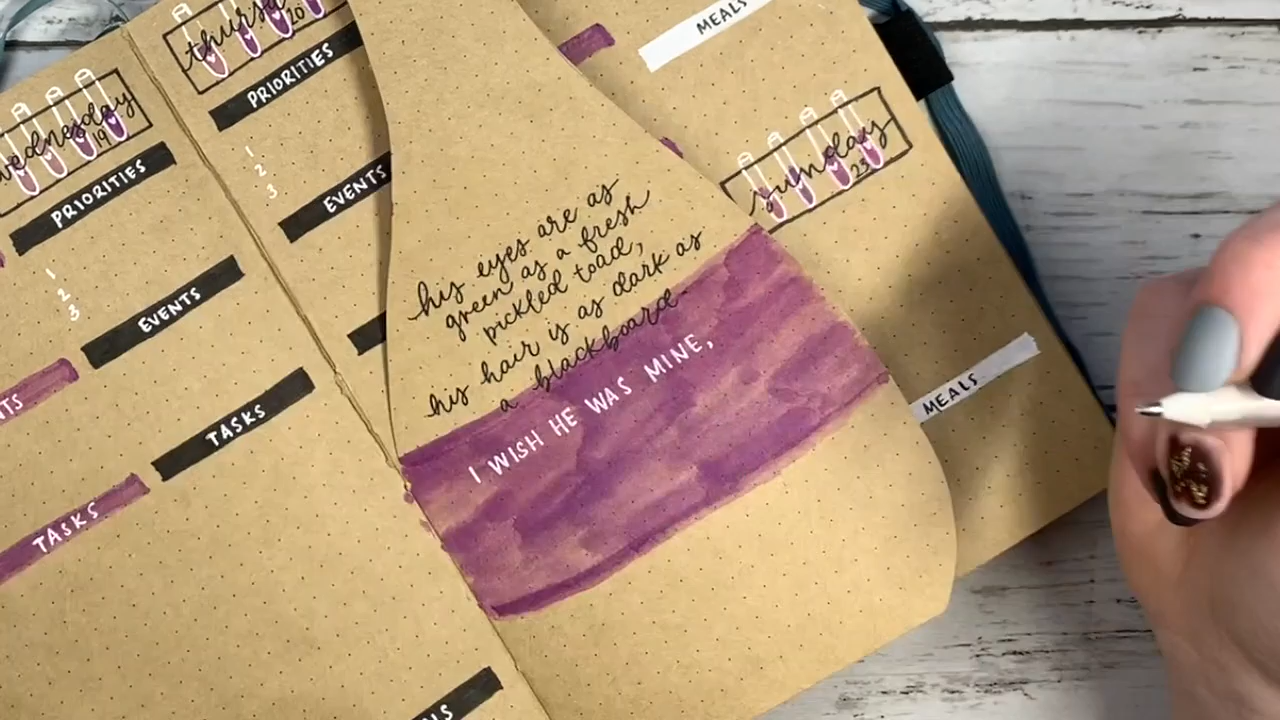 wednesday
19
PRIORITIES
1
2
3
EVENTS
TASKS
TASKS
thursday
20
PRIORITIES
1
2
3
EVENTS
his eyes are as
green as a fresh
pickled toad,
his hair is as dark as
a blackboard.
I WISH HE WAS MINE,
MEALS
sunday
23
MEALS